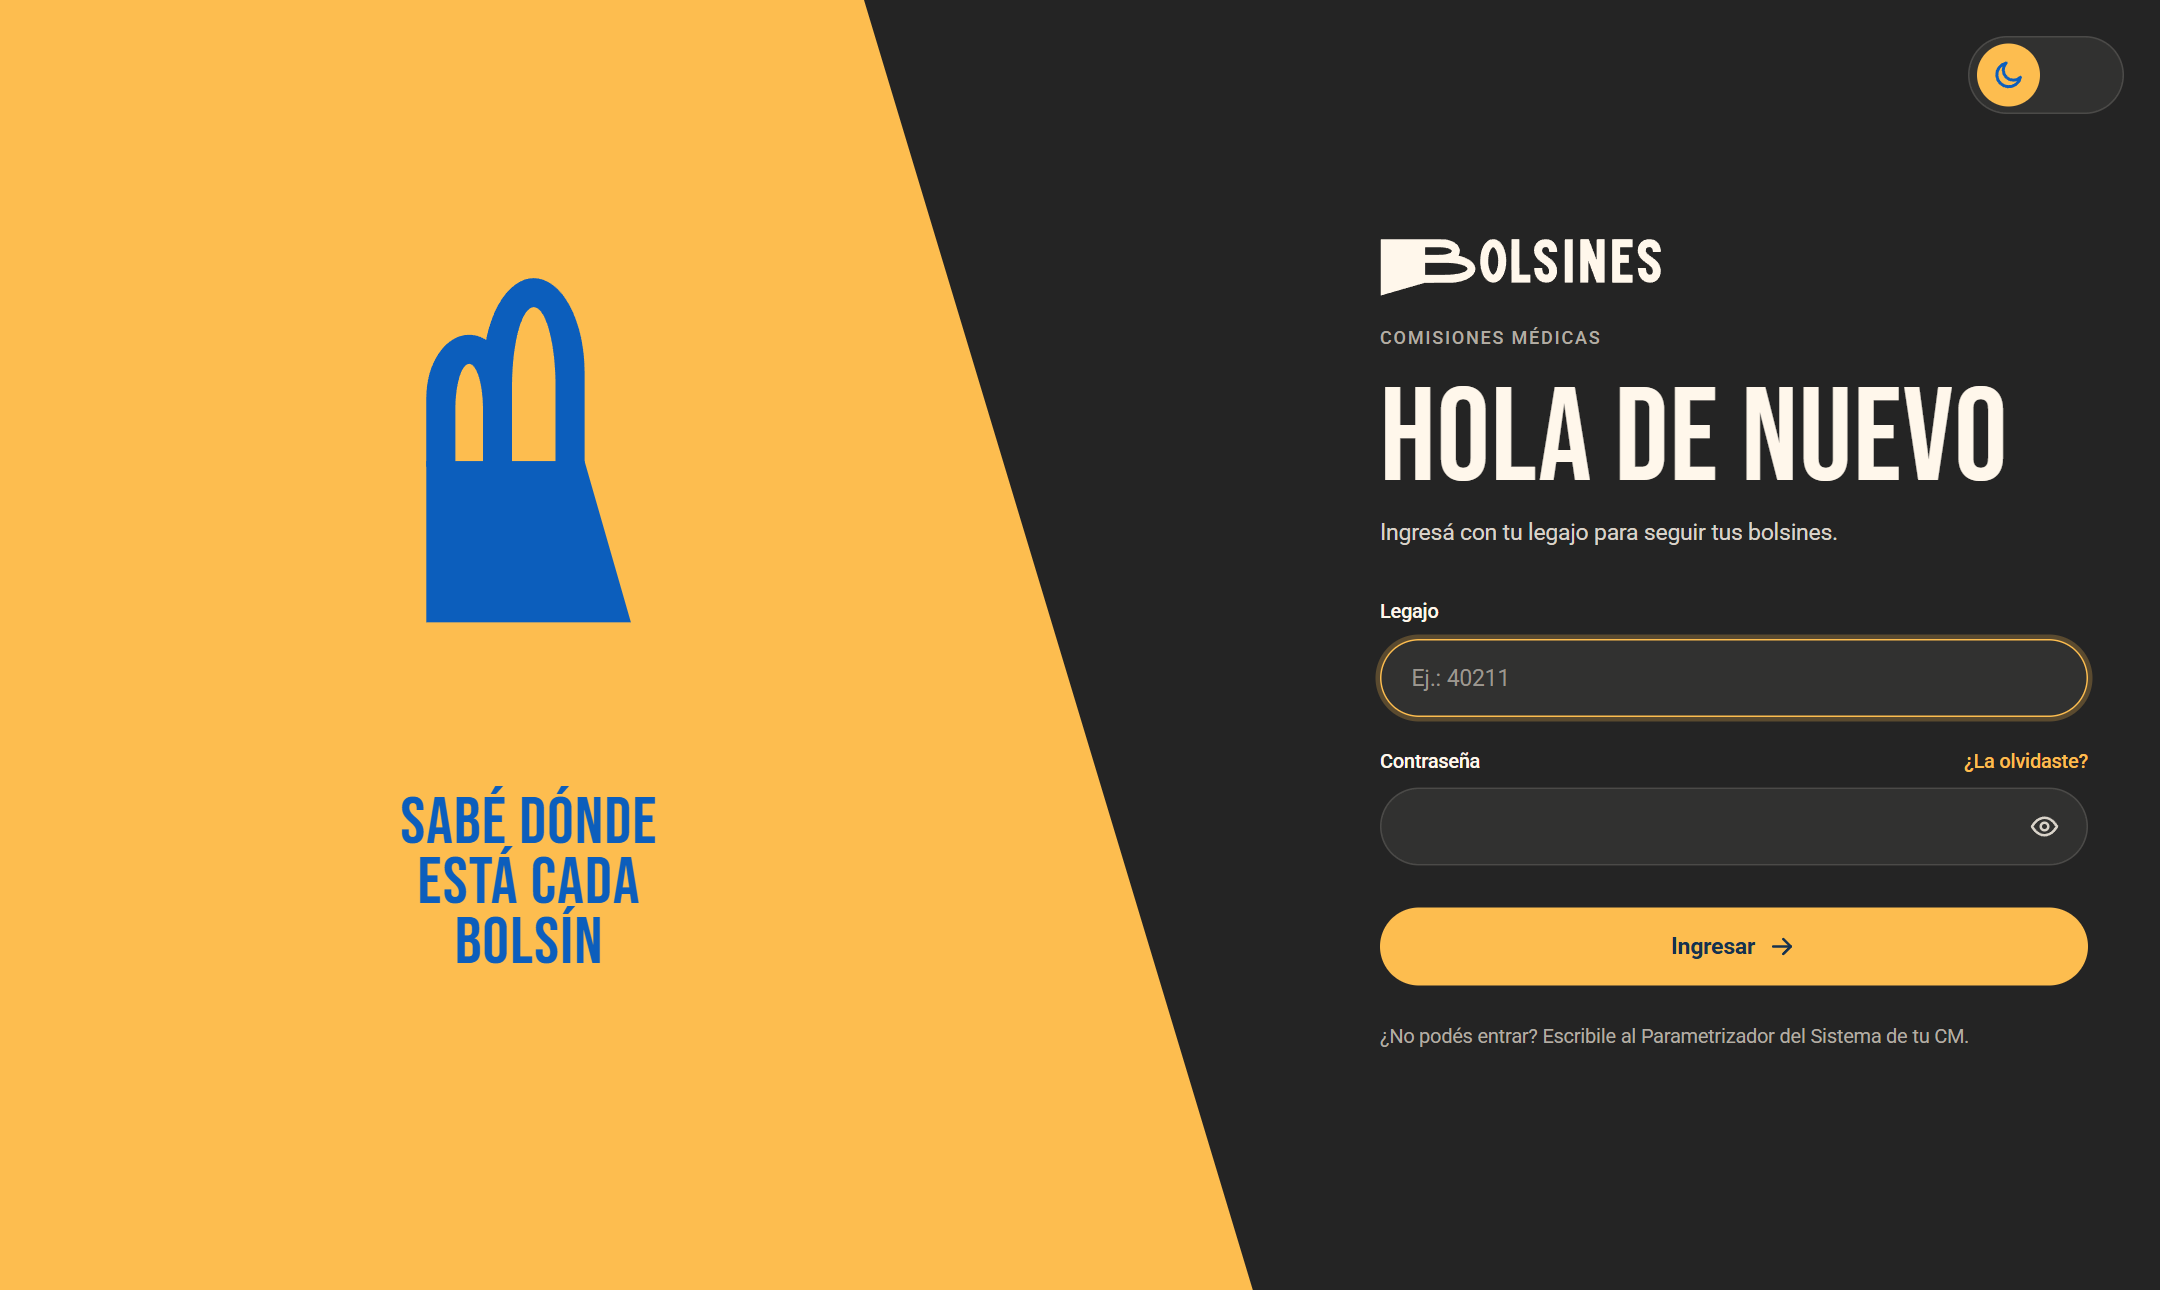 SABÉ DÓNDE
ESTÁ CADA
BOLSÍN
BOLSINES
COMISIONES MÉDICAS
HOLA DE NUEVO
Ingresá con tu legajo para seguir tus bolsines.
Legajo
Ej.: 40211
Contraseña
¿La olvidaste?
Ingresar
¿No podés entrar? Escribile al Parametrizador del Sistema de tu CM.